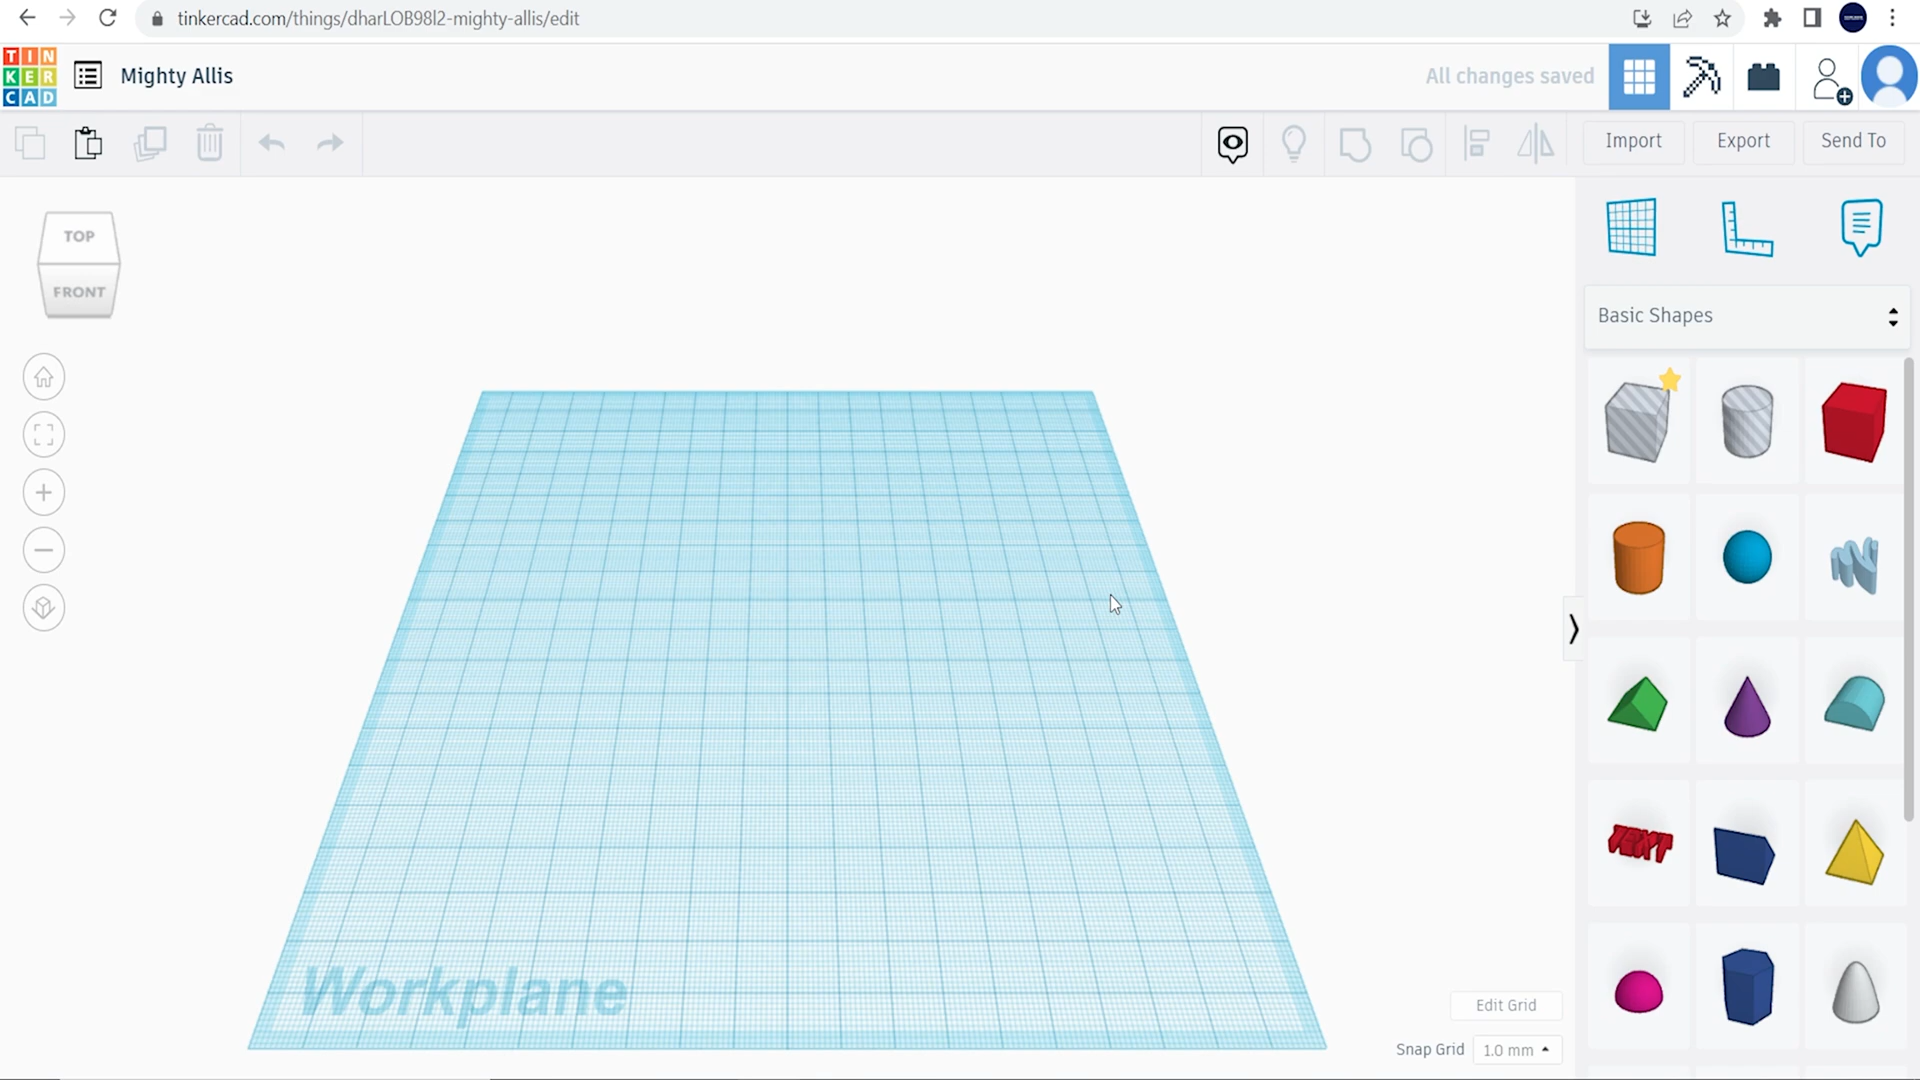 tinkercad.com/things/dharLOB98l2-mighty-allis/edit
TIN
KER
CAD
Mighty Allis
All changes saved
Import
Export
Send To
TOP
FRONT
Basic Shapes
TEXT
Workplane
Edit Grid
Snap Grid
1.0 mm